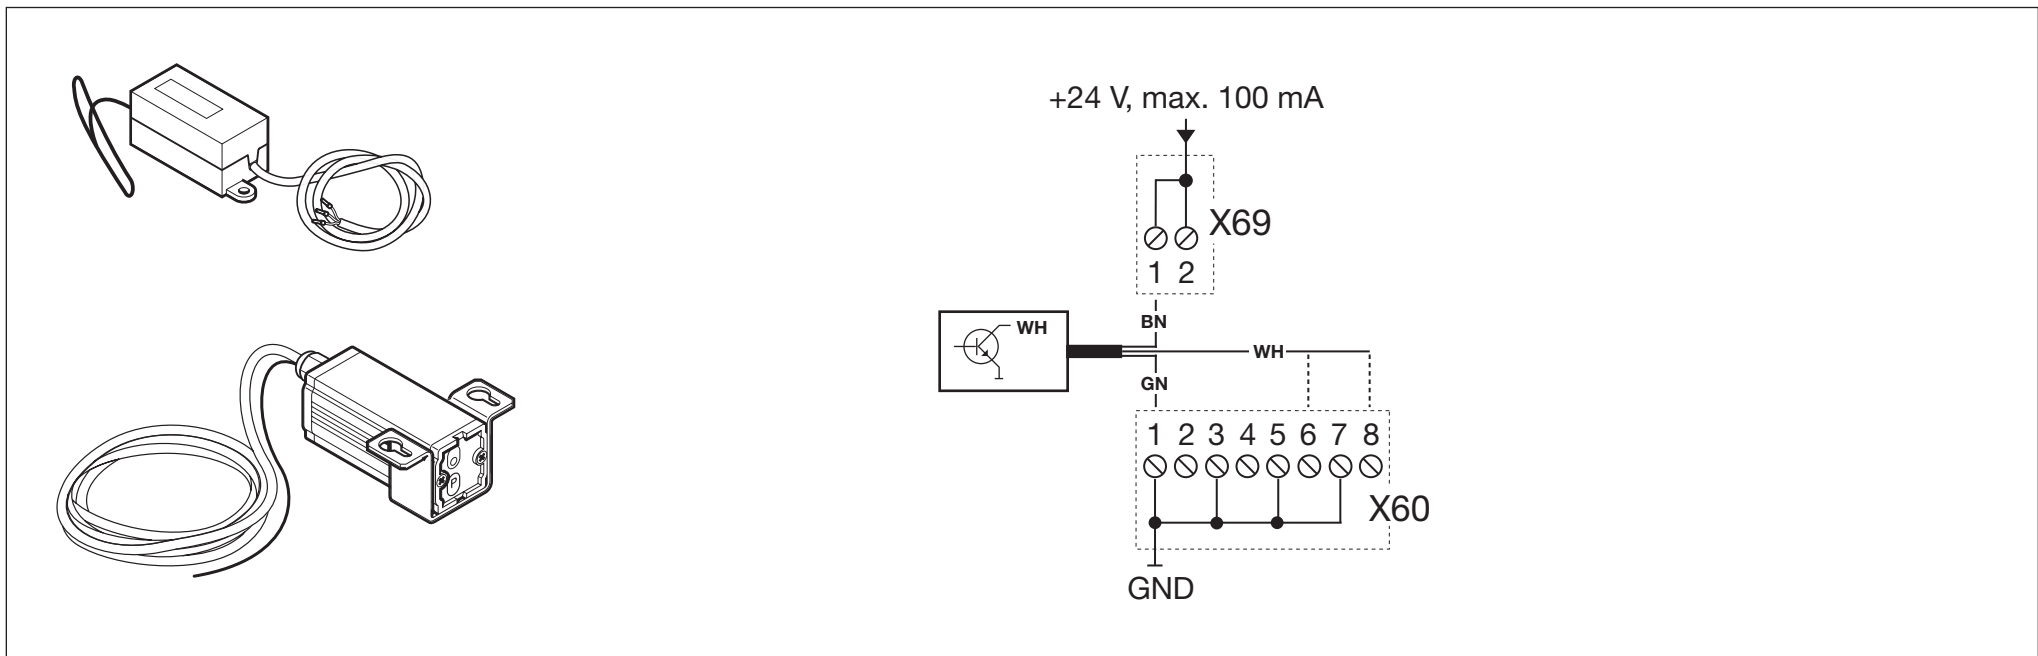 +24 V, max. 100 mA
X69
1 2
BN
WH
WH
GN
1 2 3 4 5 6 7 8
P
X60
GND